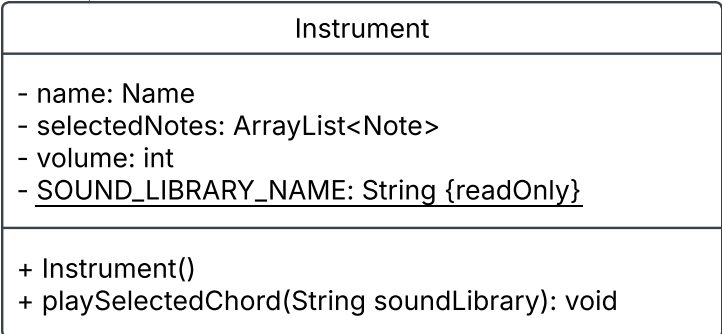 Instrument
- name: Name
- selectedNotes: ArrayList<Note>
- volume: int
- SOUND_LIBRARY_NAME: String {readOnly}
+ Instrument()
+ playSelectedChord(String soundLibrary): void